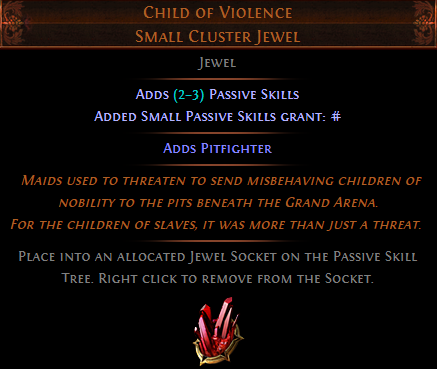 Child of Violence
Small Cluster Jewel
Jewel
Adds (2–3) Passive Skills
Added Small Passive Skills grant: #
Adds Pitfighter
Maids used to threaten to send misbehaving children of
nobility to the pits beneath the Grand Arena.
For the children of slaves, it was more than just a threat.
Place into an allocated Jewel Socket on the Passive Skill
Tree. Right click to remove from the Socket.